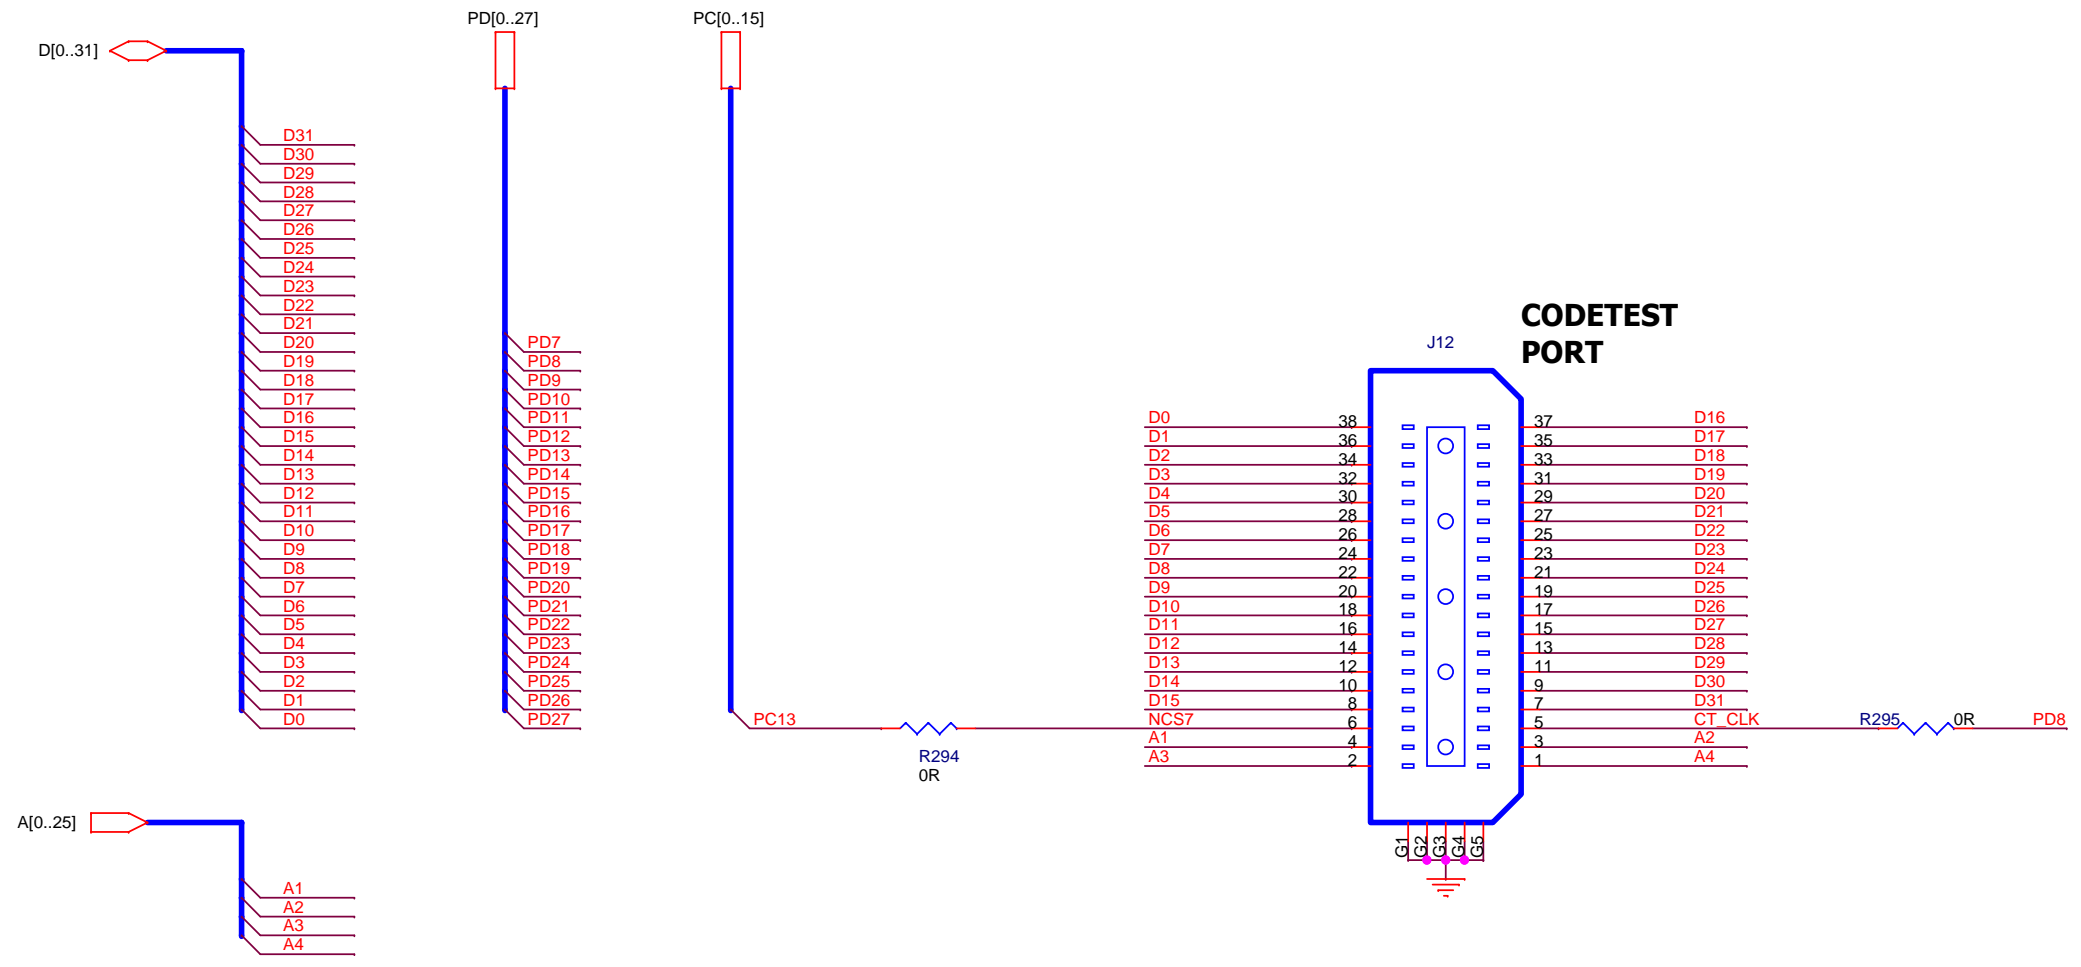 PD[0..27]
PC[0..15]
D[0..31]
D31
D30
D29
D28
D27
D26
D25
D24
D23
D22
D21
D20
D19
D18
D17
D16
D15
D14
D13
D12
D11
D10
D9
D8
D7
D6
D5
D4
D3
D2
D1
D0
PD7
PD8
PD9
PD10
PD11
PD12
PD13
PD14
PD15
PD16
PD17
PD18
PD19
PD20
PD21
PD22
PD23
PD24
PD25
PD26
PD27
PC13
R294
0R
CODETEST
PORT
J12
D0 38 37 D16
D1 36 35 D17
D2 34 33 D18
D3 32 31 D19
D4 30 29 D20
D5 28 27 D21
D6 26 25 D22
D7 24 23 D23
D8 22 21 D24
D9 20 19 D25
D10 18 17 D26
D11 16 15 D27
D12 14 13 D28
D13 12 11 D29
D14 10 9 D30
D15 8 7 D31
NCS7 6 5 CT_CLK R295 0R PD8
A1 4 3 A2
A3 2 1 A4
G1 G2 G3 G4 G5
A[0..25]
A1
A2
A3
A4